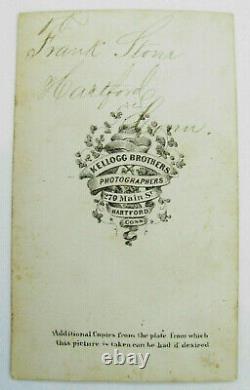 Frank Stone
Hartford
Conn.
KELLOGG BROTHERS
PHOTOGRAPHERS
279 Main St
HARTFORD
CONN.
Additional Copies from the plate from which
this picture is taken can be had if desired